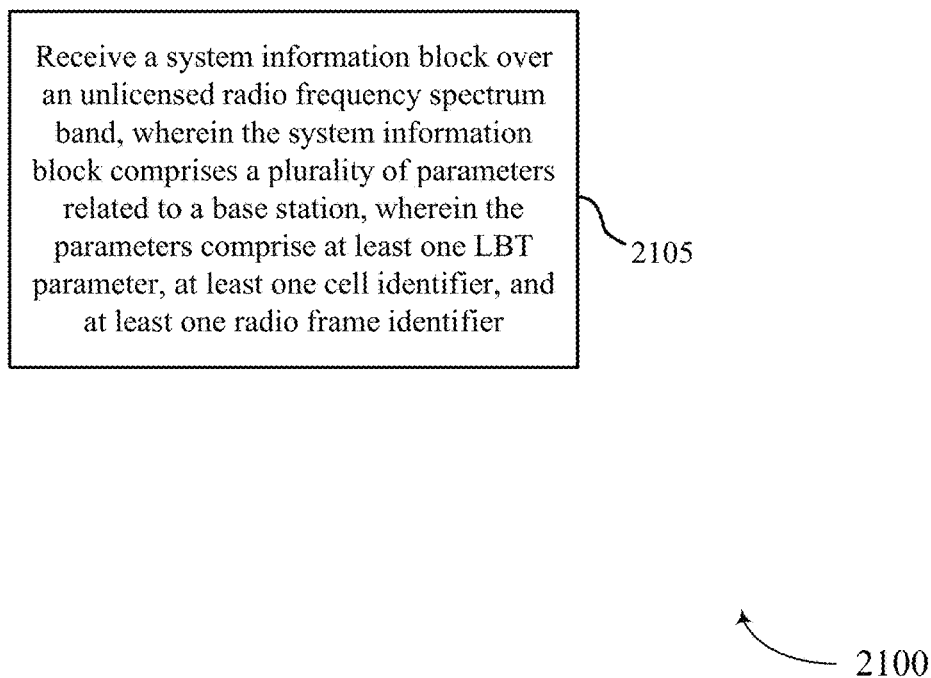 Receive a system information block over
an unlicensed radio frequency spectrum
band, wherein the system information
block comprises a plurality of parameters
related to a base station, wherein the
parameters comprise at least one LBT
parameter, at least one cell identifier, and
at least one radio frame identifier
2105
2100